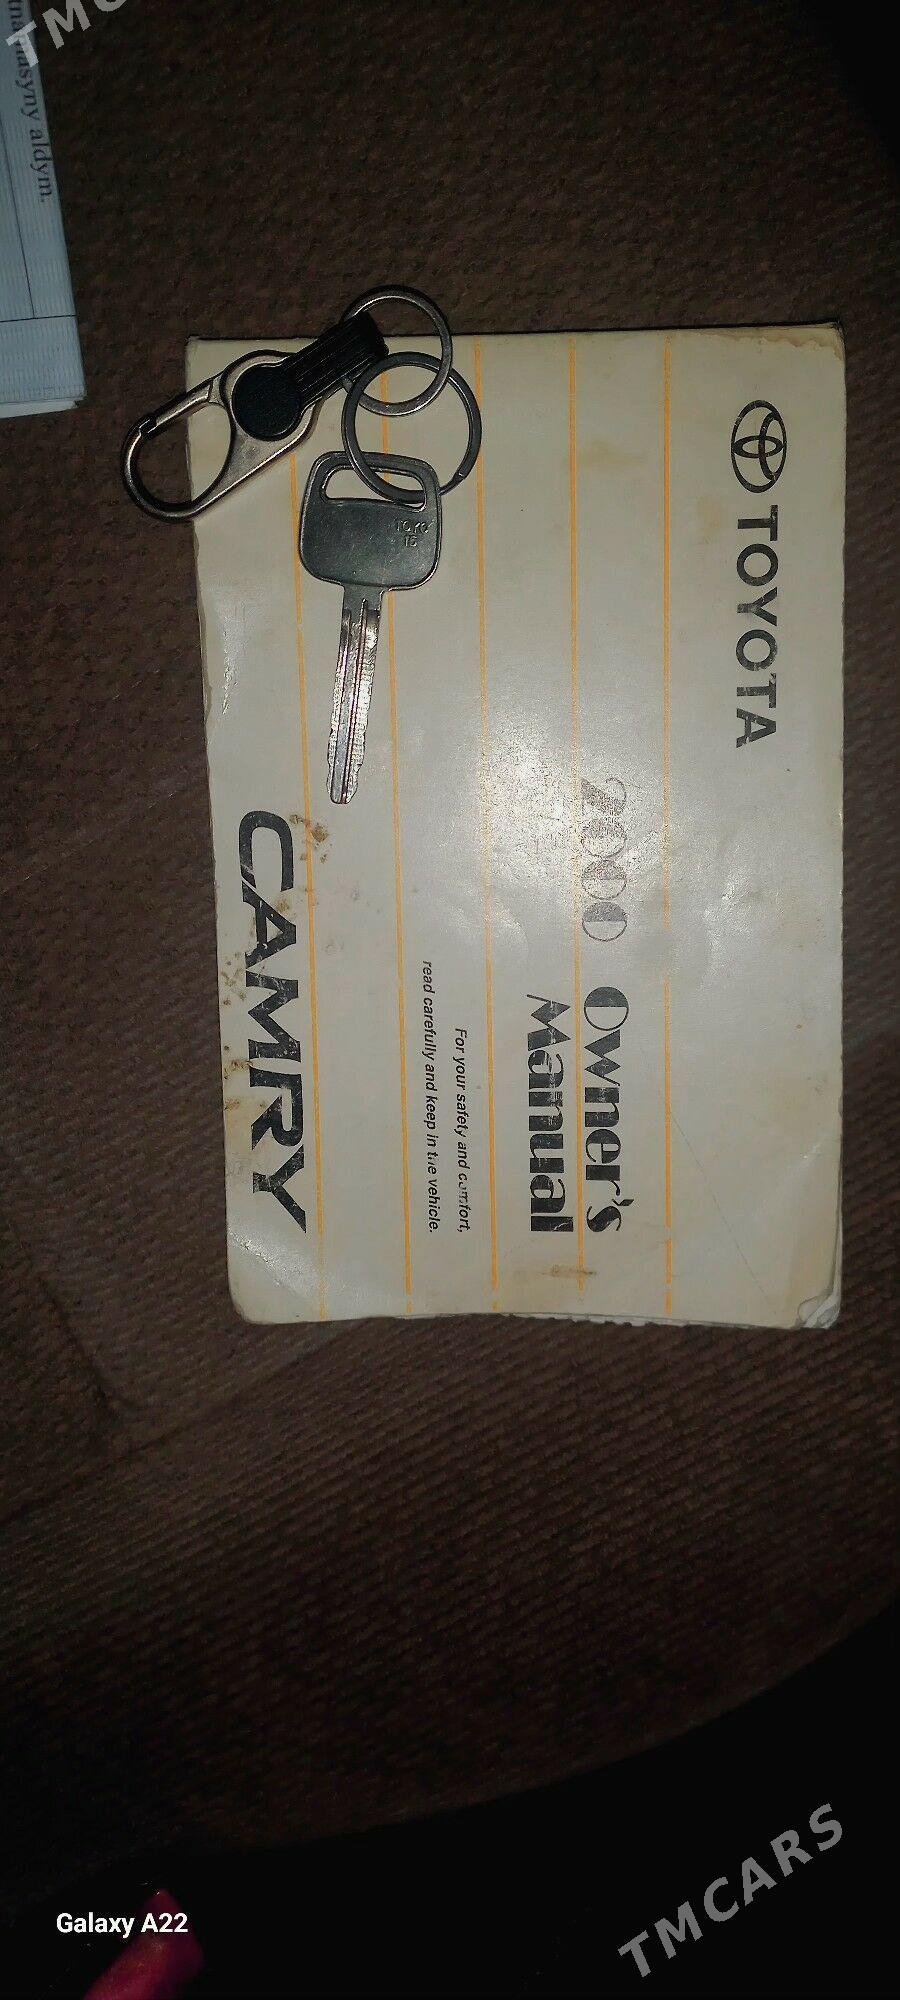 TOYOTA
2000 Owner's
Manual
For your safety and comfort,
read carefully and keep in the vehicle.
CAMRY
aldym.
Galaxy A22
TMCARS